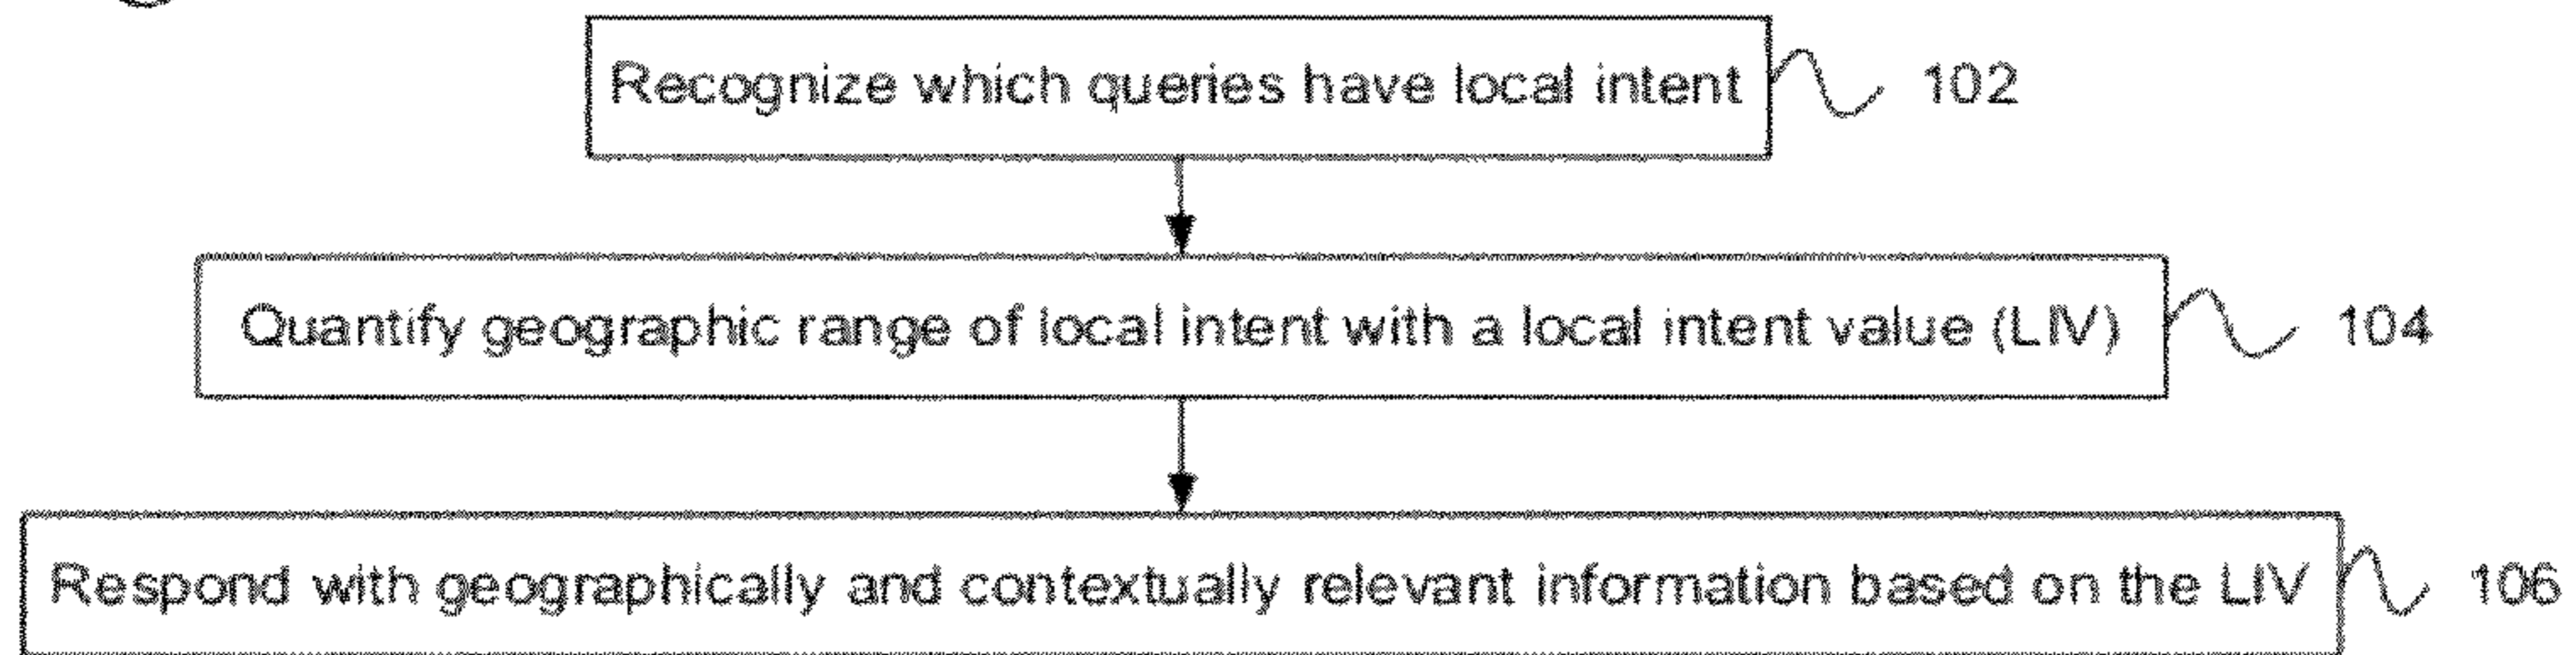 Recognize which queries have local intent 102
Quantify geographic range of local intent with a local intent value (LIV) 104
Respond with geographically and contextually relevant information based on the LIV 106